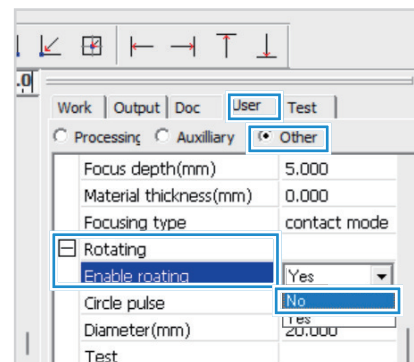 .0
Work Output Doc User Test
Processing Auxilliary Other
Focus depth(mm) 5.000
Material thickness(mm) 0.000
Focusing type contact mode
Rotating
Enable roating Yes
No
Circle pulse Yes
Diameter(mm) 20.000
Test